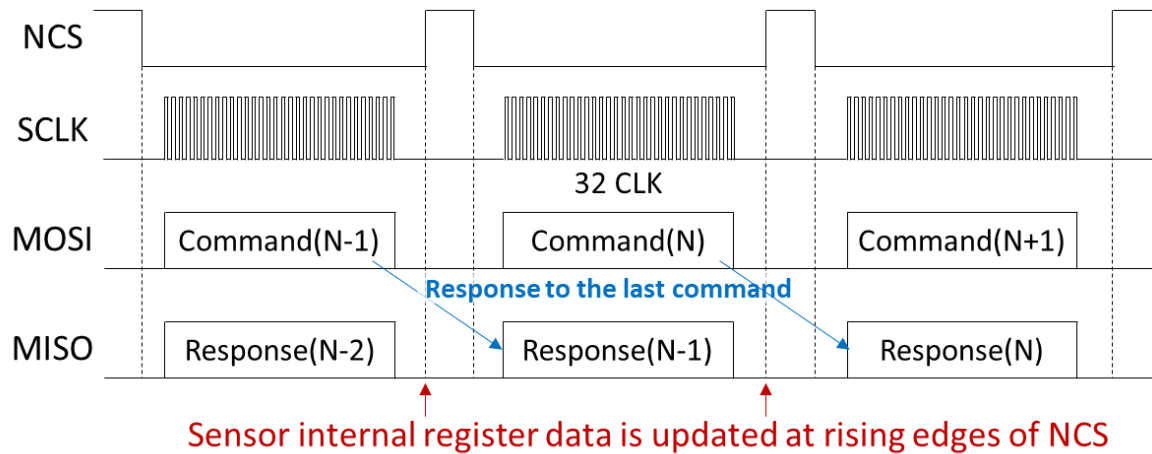 NCS
SCLK
32 CLK
MOSI
Command(N-1)
Command(N)
Command(N+1)
Response to the last command
MISO
Response(N-2)
Response(N-1)
Response(N)
Sensor internal register data is updated at rising edges of NCS